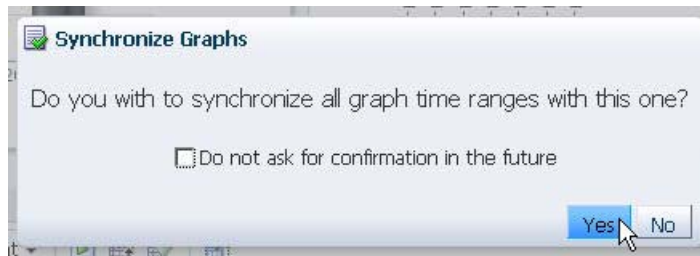 Synchronize Graphs
Do you with to synchronize all graph time ranges with this one?
Do not ask for confirmation in the future
Yes No